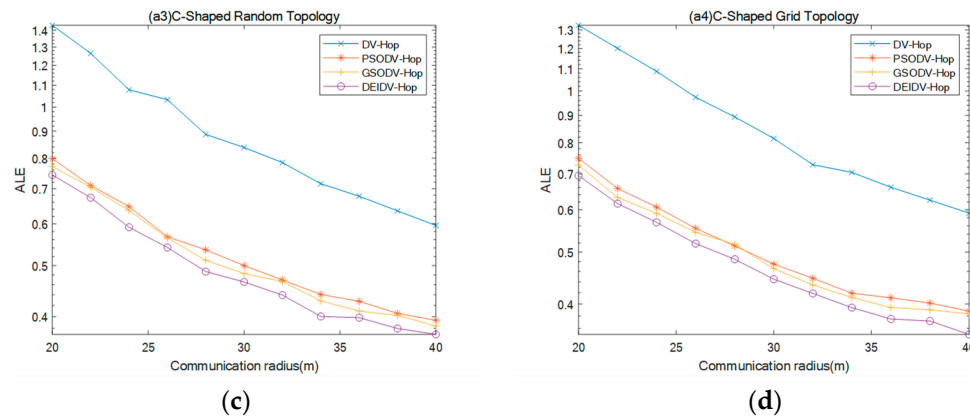 (a3)C-Shaped Random Topology
1.4
1.3
1.2
1.1
1
0.9
0.8
0.7
0.6
0.5
0.4
ALE
DV-Hop
PSODV-Hop
GSODV-Hop
DEIDV-Hop
20
25
30
35
40
Communication radius(m)
(c)
(a4)C-Shaped Grid Topology
1.3
1.2
1.1
1
0.9
0.8
0.7
0.6
0.5
0.4
ALE
DV-Hop
PSODV-Hop
GSODV-Hop
DEIDV-Hop
20
25
30
35
40
Communication radius(m)
(d)